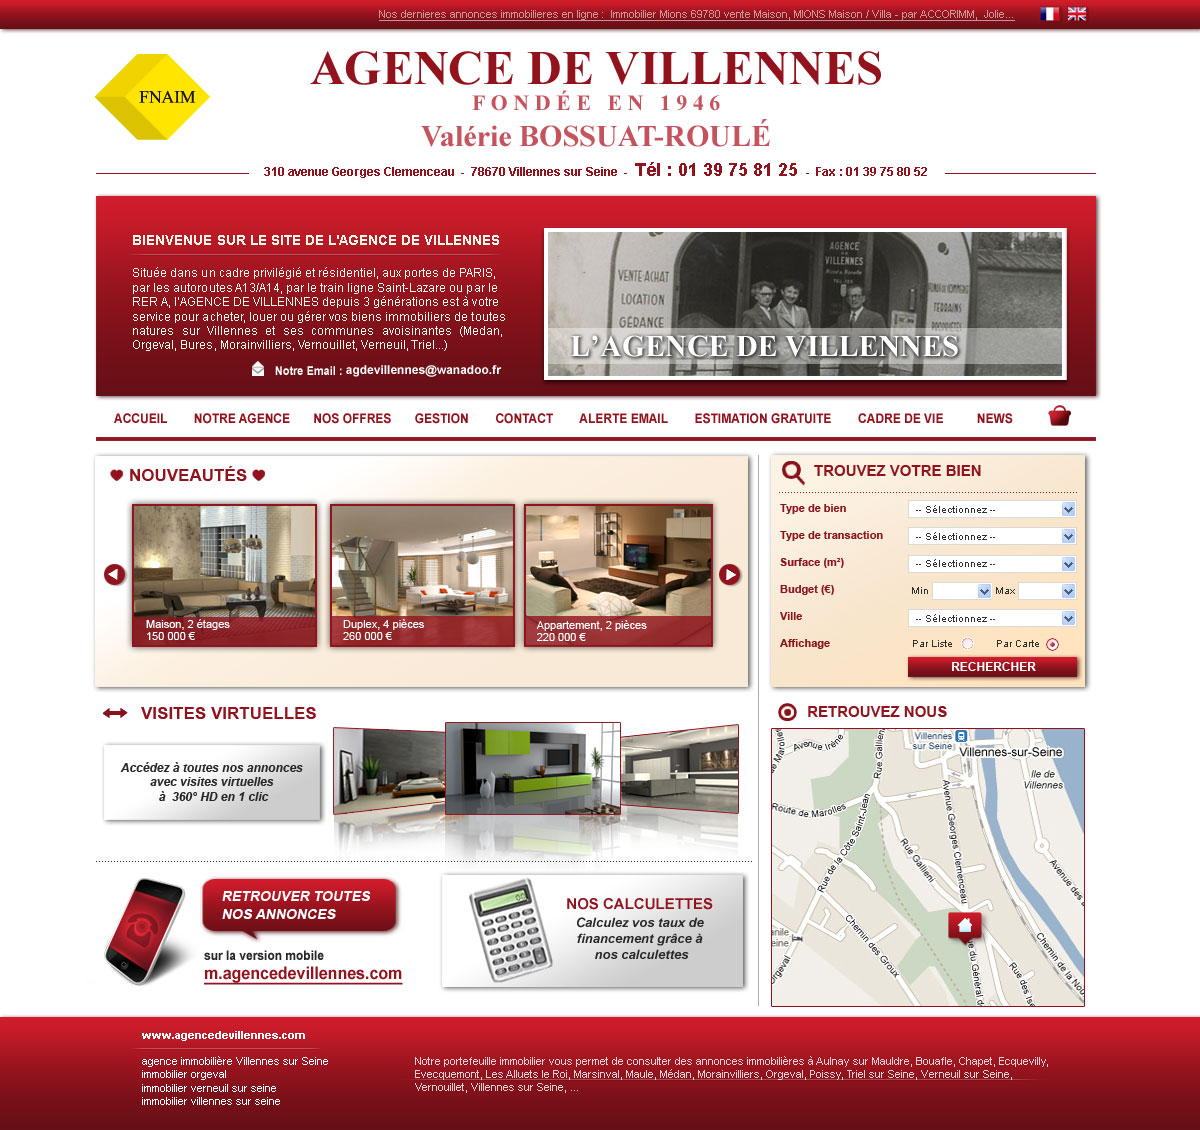 Nos dernieres annonces immobilieres en ligne : Immobilier Mions 69780 vente Maison, MIONS Maison / Villa - par ACCORIMM, Jolie...
FNAIM
AGENCE DE VILLENNES
FONDÉE EN 1946
Valérie BOSSUAT-ROULÉ
310 avenue Georges Clemenceau - 78670 Villennes sur Seine - Tél : 01 39 75 81 25 - Fax : 01 39 75 80 52
BIENVENUE SUR LE SITE DE L'AGENCE DE VILLENNES
Située dans un cadre privilégié et résidentiel, aux portes de PARIS,
par les autoroutes A13/A14, par le train ligne Saint-Lazare ou par le
RER A, l'AGENCE DE VILLENNES depuis 3 générations est à votre
service pour acheter, louer ou gérer vos biens immobiliers de toutes
natures sur Villennes et ses communes avoisinantes (Medan,
Orgeval, Bures, Morainvilliers, Vernouillet, Verneuil, Triel...)
Notre Email : agdevillennes@wanadoo.fr
AGENCE
DE
VILLENNES
VENTE-ACHAT
LOCATION
GÉRANCE
TERRAINS
PROPRIÉTÉS
L'AGENCE DE VILLENNES
ACCUEIL NOTRE AGENCE NOS OFFRES GESTION CONTACT ALERTE EMAIL ESTIMATION GRATUITE CADRE DE VIE NEWS
NOUVEAUTÉS
Maison, 2 étages
150 000 €
Duplex, 4 pièces
260 000 €
Appartement, 2 pièces
220 000 €
TROUVEZ VOTRE BIEN
Type de bien -- Sélectionnez --
Type de transaction -- Sélectionnez --
Surface (m²) -- Sélectionnez --
Budget (€) Min Max
Ville -- Sélectionnez --
Affichage Par Liste Par Carte
RECHERCHER
VISITES VIRTUELLES
Accédez à toutes nos annonces
avec visites virtuelles
à 360° HD en 1 clic
RETROUVER TOUTES
NOS ANNONCES
sur la version mobile
m.agencedevillennes.com
NOS CALCULETTES
Calculez vos taux de
financement grâce à
nos calculettes
RETROUVEZ NOUS
Villennes
sur Seine
Villennes-sur-Seine
Ile de
Villennes
Avenue Irène
de Marolles
Rue Gallieni
Route de Marolles
Rue de la Côte Saint-Jean
Rue Gallieni
Avenue Georges Clemenceau
Avenue des
Chemin des Groux
anile
eine
Orgeval
Rue du Général
Rue des
Chemin de la Nou
www.agencedevillennes.com
agence immobilière Villennes sur Seine
immobilier orgeval
immobilier verneuil sur seine
immobilier villennes sur seine
Notre portefeuille immobilier vous permet de consulter des annonces immobilières à Aulnay sur Mauldre, Bouafle, Chapet, Ecquevilly,
Evecquemont, Les Alluets le Roi, Marsinval, Maule, Médan, Morainvilliers, Orgeval, Poissy, Triel sur Seine, Verneuil sur Seine,
Vernouillet, Villennes sur Seine, ...